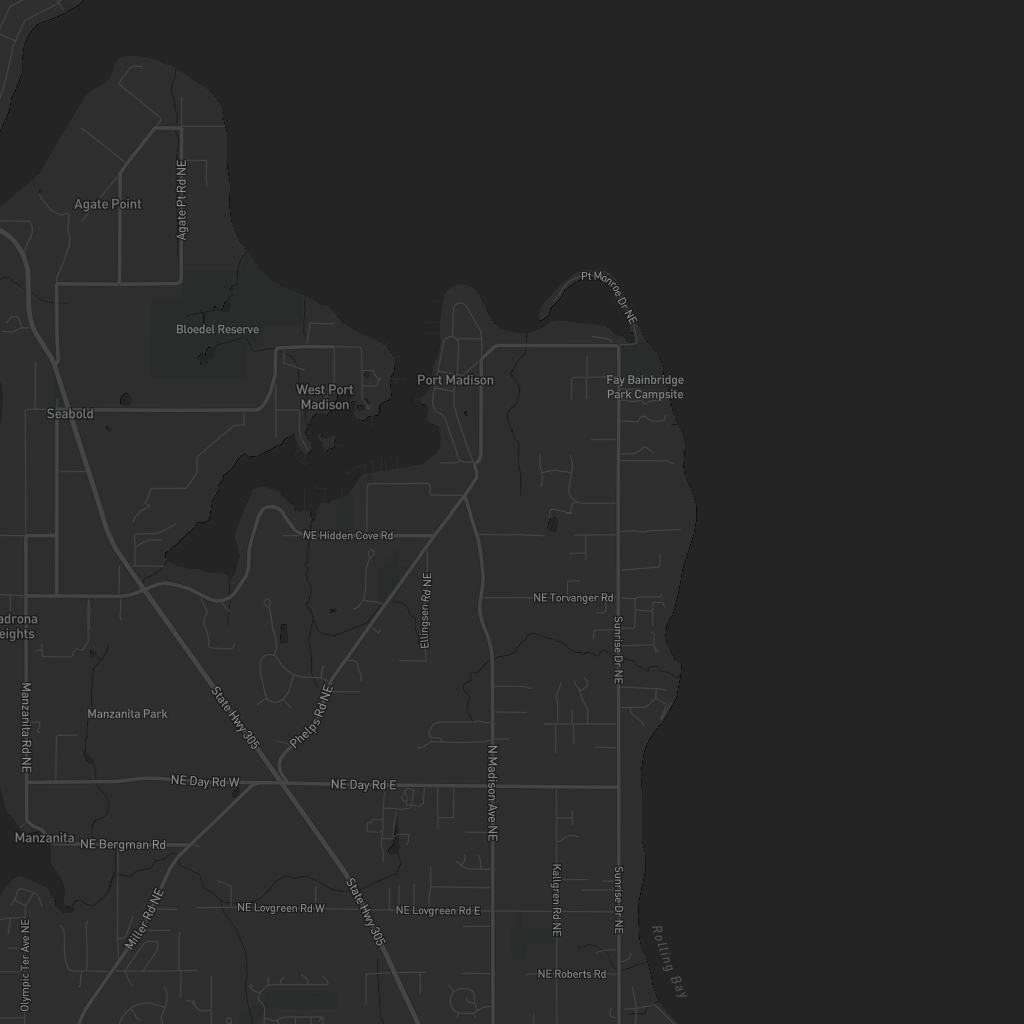 Agate Pt Rd NE
Agate Point
Pt Monroe Dr NE
Bloedel Reserve
Port Madison
Fay Bainbridge
Park Campsite
West Port
Madison
Seabold
NE Hidden Cove Rd
Ellingsen Rd NE
NE Torvanger Rd
Sunrise Dr NE
Manzanita Rd NE
State Hwy 305
Phelps Rd NE
Manzanita Park
N Madison Ave NE
NE Day Rd W
NE Day Rd E
Manzanita
NE Bergman Rd
Miller Rd NE
State Hwy 305
Kallgren Rd NE
Sunrise Dr NE
NE Lovgreen Rd W
NE Lovgreen Rd E
Olympic Ter Ave NE
Rolling Bay
NE Roberts Rd